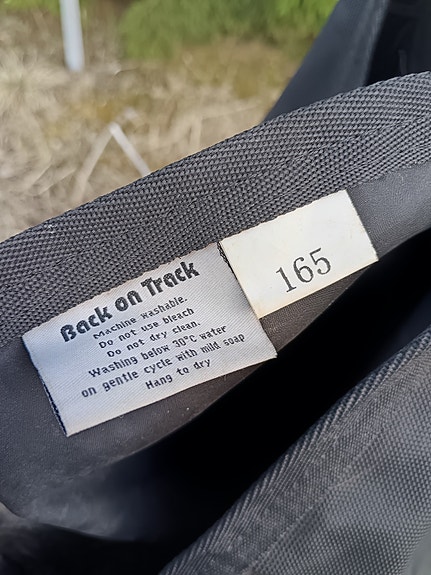 Back on Track
Machine washable.
Do not use bleach
Do not dry clean.
Washing below 30°C water
on gentle cycle with mild soap
Hang to dry
165